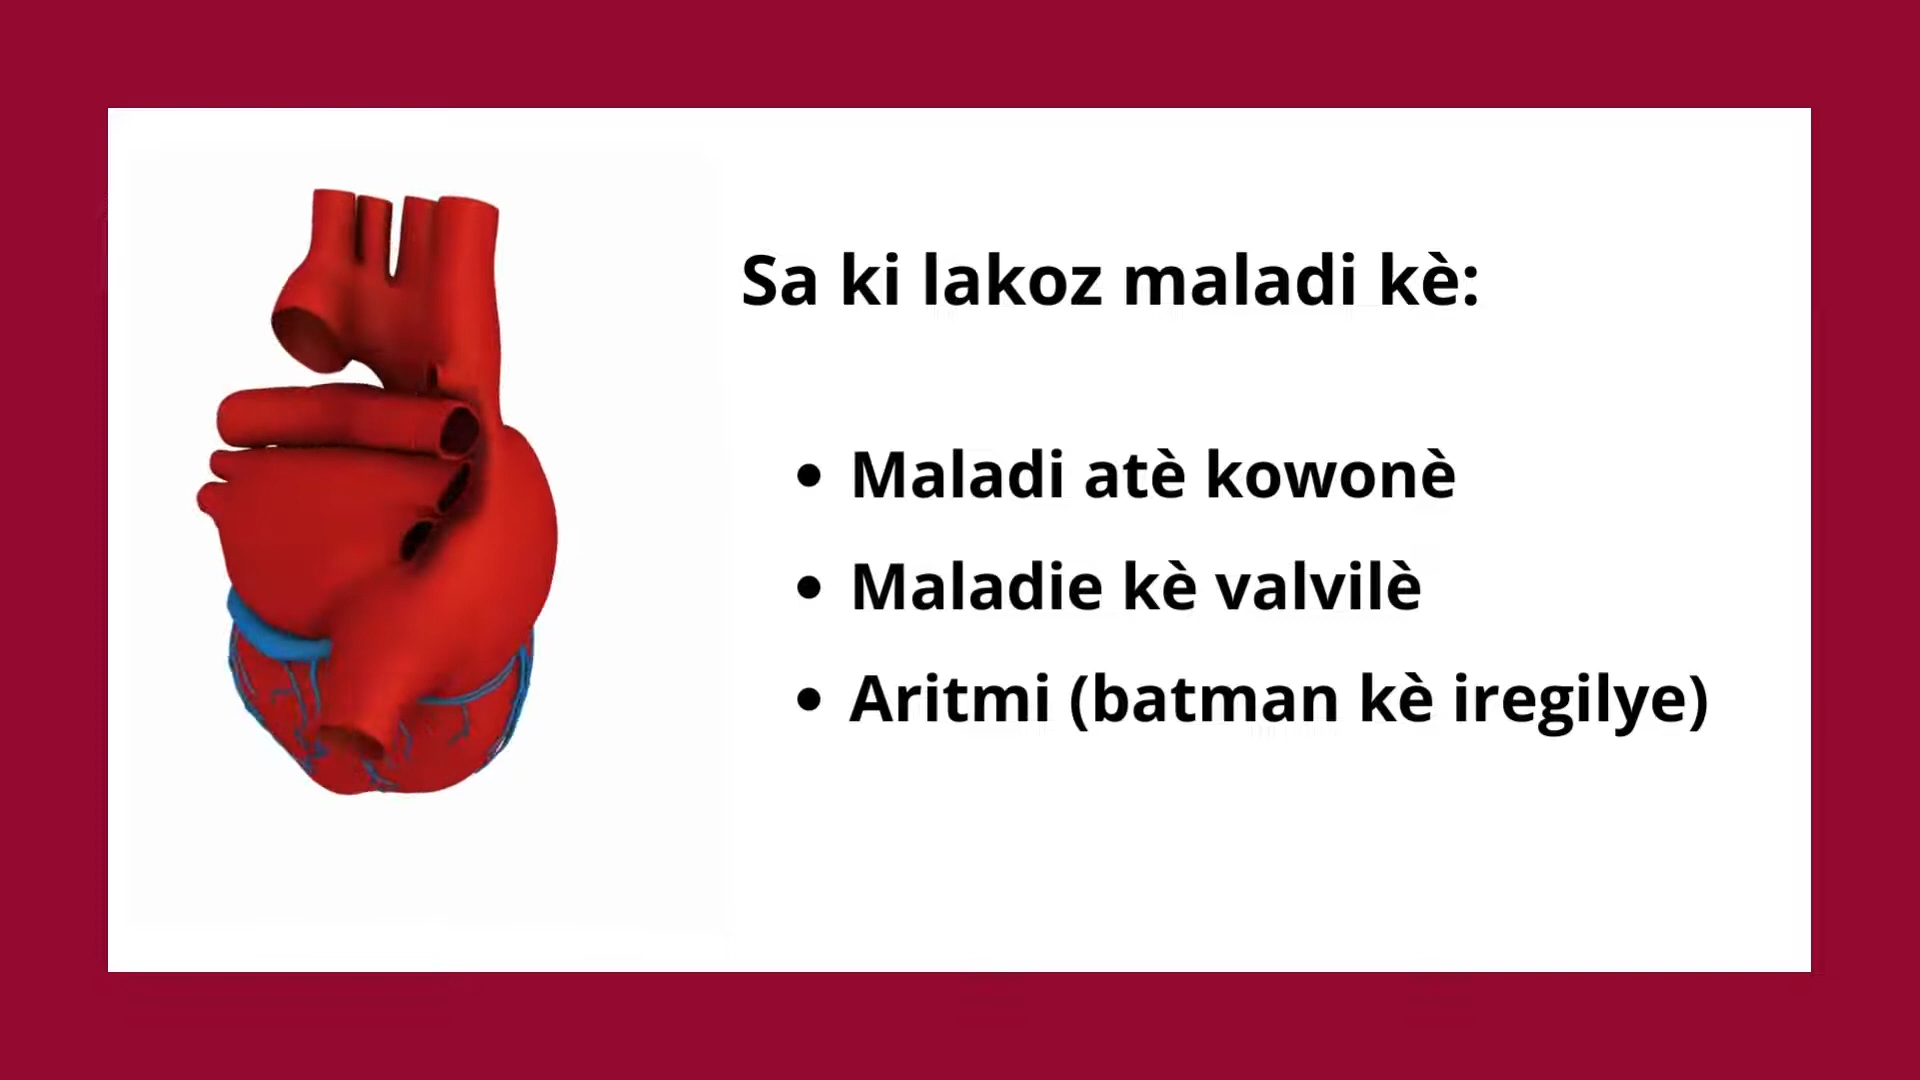 Sa ki lakoz maladi kè:
• Maladi atè kowonè
• Maladie kè valvilè
• Aritmi (batman kè iregilye)